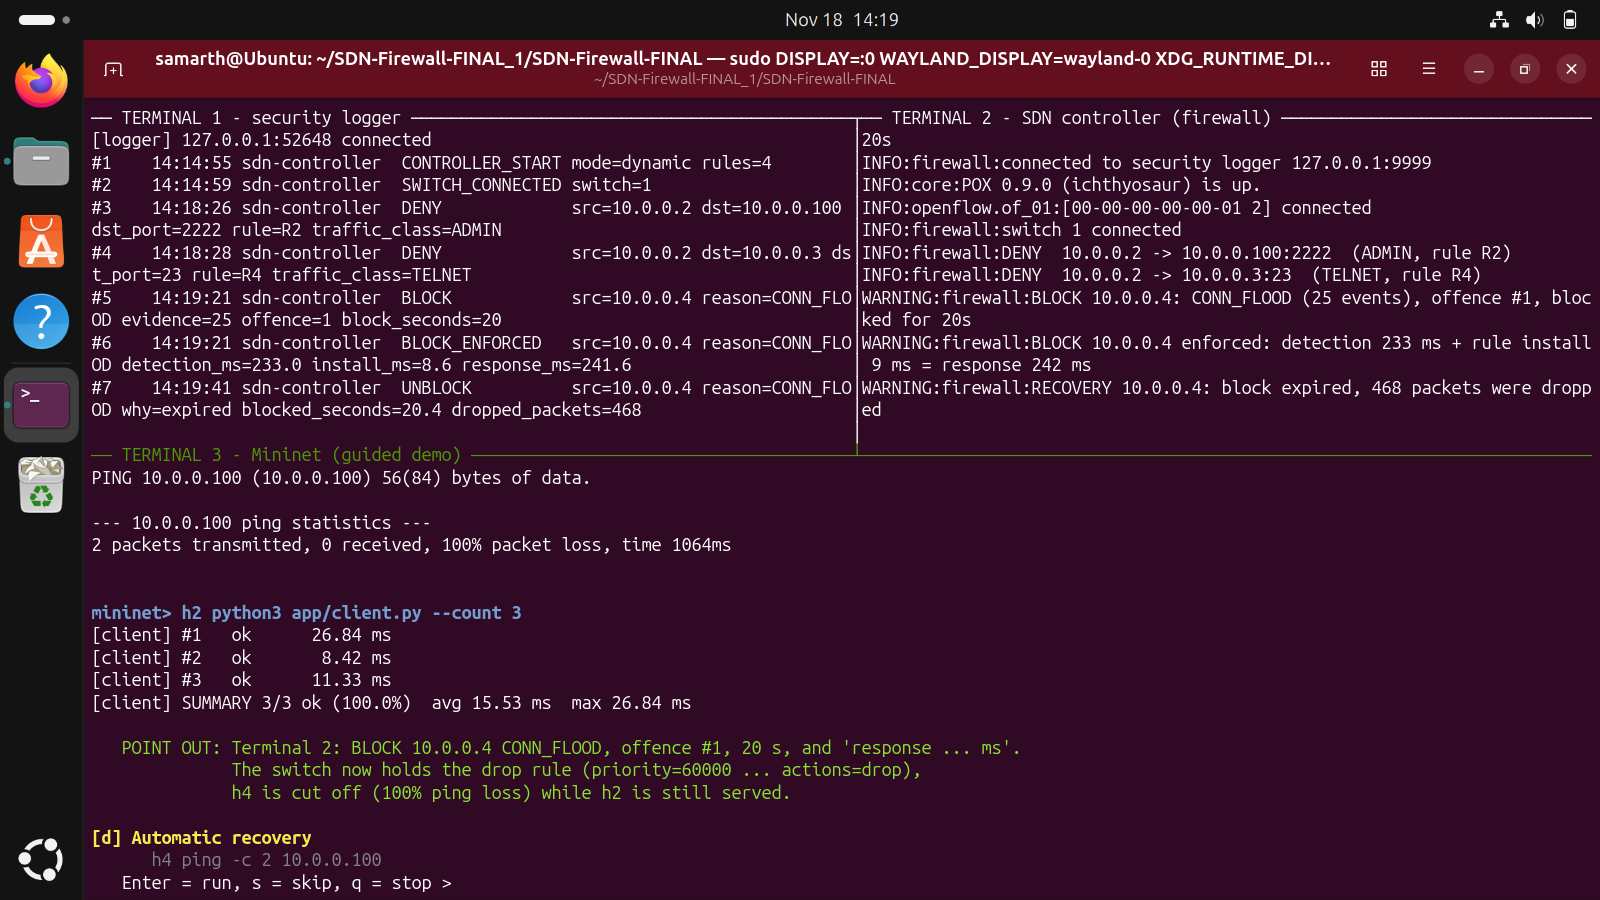 Nov 18  14:19
samarth@Ubuntu: ~/SDN-Firewall-FINAL_1/SDN-Firewall-FINAL — sudo DISPLAY=:0 WAYLAND_DISPLAY=wayland-0 XDG_RUNTIME_DI...
~/SDN-Firewall-FINAL_1/SDN-Firewall-FINAL
TERMINAL 1 - security logger
[logger] 127.0.0.1:52648 connected
#1    14:14:55 sdn-controller  CONTROLLER_START mode=dynamic rules=4
#2    14:14:59 sdn-controller  SWITCH_CONNECTED switch=1
#3    14:18:26 sdn-controller  DENY             src=10.0.0.2 dst=10.0.0.100
dst_port=2222 rule=R2 traffic_class=ADMIN
#4    14:18:28 sdn-controller  DENY             src=10.0.0.2 dst=10.0.0.3 ds
t_port=23 rule=R4 traffic_class=TELNET
#5    14:19:21 sdn-controller  BLOCK            src=10.0.0.4 reason=CONN_FLO
OD evidence=25 offence=1 block_seconds=20
#6    14:19:21 sdn-controller  BLOCK_ENFORCED   src=10.0.0.4 reason=CONN_FLO
OD detection_ms=233.0 install_ms=8.6 response_ms=241.6
#7    14:19:41 sdn-controller  UNBLOCK          src=10.0.0.4 reason=CONN_FLO
OD why=expired blocked_seconds=20.4 dropped_packets=468
TERMINAL 2 - SDN controller (firewall)
20s
INFO:firewall:connected to security logger 127.0.0.1:9999
INFO:core:POX 0.9.0 (ichthyosaur) is up.
INFO:openflow.of_01:[00-00-00-00-00-01 2] connected
INFO:firewall:switch 1 connected
INFO:firewall:DENY  10.0.0.2 -> 10.0.0.100:2222  (ADMIN, rule R2)
INFO:firewall:DENY  10.0.0.2 -> 10.0.0.3:23  (TELNET, rule R4)
WARNING:firewall:BLOCK 10.0.0.4: CONN_FLOOD (25 events), offence #1, bloc
ked for 20s
WARNING:firewall:BLOCK 10.0.0.4 enforced: detection 233 ms + rule install
 9 ms = response 242 ms
WARNING:firewall:RECOVERY 10.0.0.4: block expired, 468 packets were dropp
ed
TERMINAL 3 - Mininet (guided demo)
PING 10.0.0.100 (10.0.0.100) 56(84) bytes of data.
--- 10.0.0.100 ping statistics ---
2 packets transmitted, 0 received, 100% packet loss, time 1064ms
mininet> h2 python3 app/client.py --count 3
[client] #1   ok      26.84 ms
[client] #2   ok       8.42 ms
[client] #3   ok      11.33 ms
[client] SUMMARY 3/3 ok (100.0%)  avg 15.53 ms  max 26.84 ms
POINT OUT: Terminal 2: BLOCK 10.0.0.4 CONN_FLOOD, offence #1, 20 s, and 'response ... ms'.
The switch now holds the drop rule (priority=60000 ... actions=drop),
h4 is cut off (100% ping loss) while h2 is still served.
[d] Automatic recovery
h4 ping -c 2 10.0.0.100
Enter = run, s = skip, q = stop >